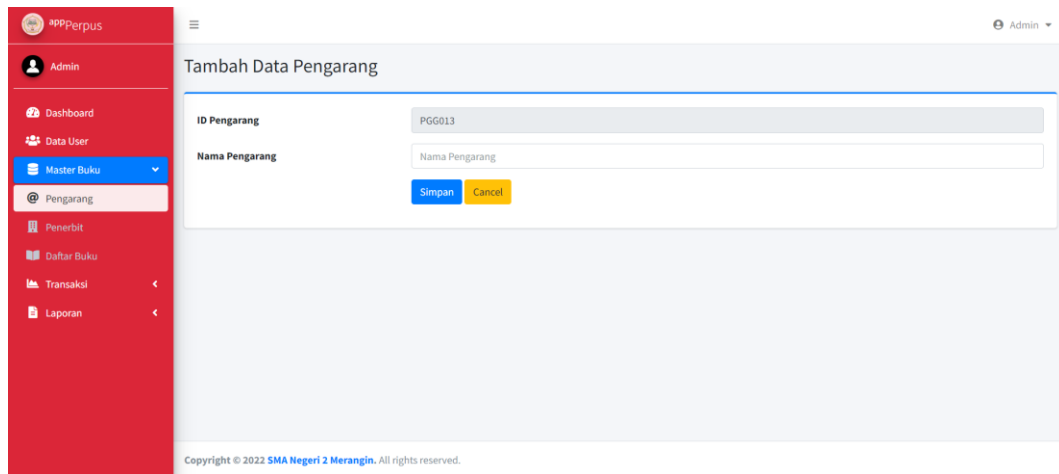 appPerpus
Admin
Admin
Dashboard
Data User
Master Buku
@ Pengarang
Penerbit
Daftar Buku
Transaksi
Laporan
Tambah Data Pengarang
ID Pengarang PGG013
Nama Pengarang Nama Pengarang
Simpan Cancel
Copyright © 2022 SMA Negeri 2 Merangin. All rights reserved.